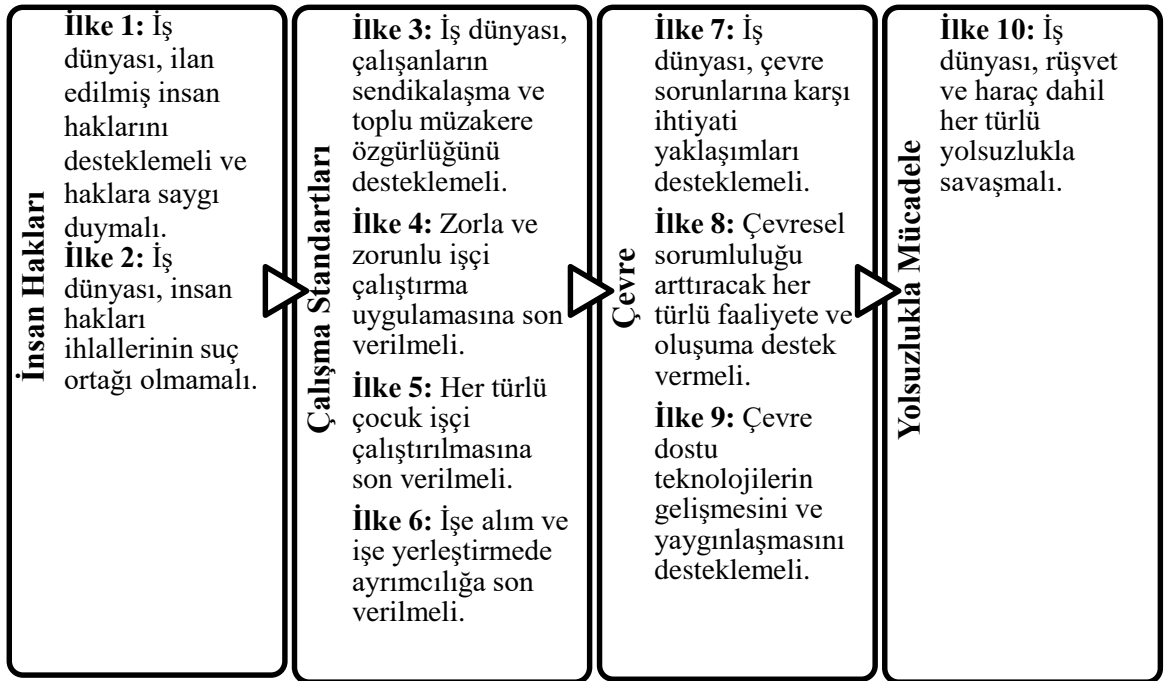 İnsan Hakları
İlke 1: İş
dünyası, ilan
edilmiş insan
haklarını
desteklemeli ve
haklara saygı
duymalı.
İlke 2: İş
dünyası, insan
hakları
ihlallerinin suç
ortağı olmamalı.
Çalışma Standartları
İlke 3: İş dünyası,
çalışanların
sendikalaşma ve
toplu müzakere
özgürlüğünü
desteklemeli.
İlke 4: Zorla ve
zorunlu işçi
çalıştırma
uygulamasına son
verilmeli.
İlke 5: Her türlü
çocuk işçi
çalıştırılmasına
son verilmeli.
İlke 6: İşe alım ve
işe yerleştirmede
ayrımcılığa son
verilmeli.
Çevre
İlke 7: İş
dünyası, çevre
sorunlarına karşı
ihtiyati
yaklaşımları
desteklemeli.
İlke 8: Çevresel
sorumluluğu
arttıracak her
türlü faaliyete ve
oluşuma destek
vermeli.
İlke 9: Çevre
dostu
teknolojilerin
gelişmesini ve
yaygınlaşmasını
desteklemeli.
Yolsuzlukla Mücadele
İlke 10: İş
dünyası, rüşvet
ve haraç dahil
her türlü
yolsuzlukla
savaşmalı.